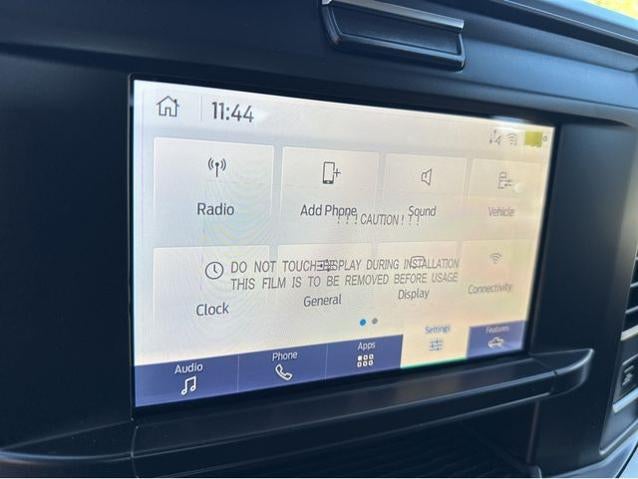 11:44
Radio
Add Phone
Sound
Vehicle
! ! ! CAUTION ! ! !
DO NOT TOUCH DISPLAY DURING INSTALLATION
THIS FILM IS TO BE REMOVED BEFORE USAGE
Clock
General
Display
Connectivity
Audio
Phone
Apps
Settings
Features